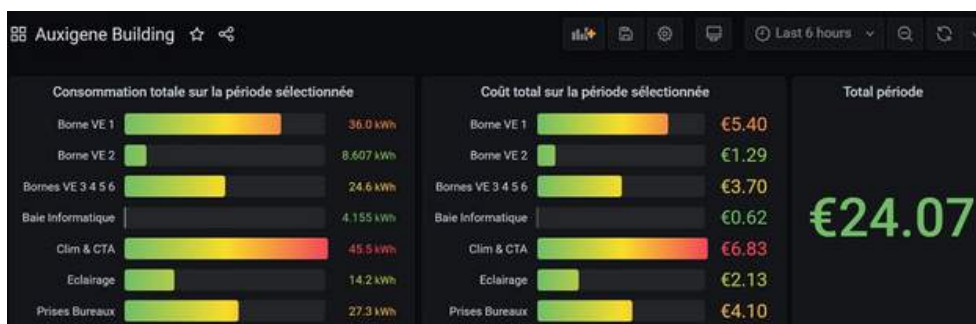 Auxigene Building
Last 6 hours
Consommation totale sur la période sélectionnée
Borne VE 1 36.0 kWh
Borne VE 2 8.607 kWh
Bornes VE 3 4 5 6 24.6 kWh
Baie Informatique 4.155 kWh
Clim & CTA 45.5 kWh
Eclairage 14.2 kWh
Prises Bureaux 27.3 kWh
Coût total sur la période sélectionnée
Borne VE 1 €5.40
Borne VE 2 €1.29
Bornes VE 3 4 5 6 €3.70
Baie Informatique €0.62
Clim & CTA €6.83
Eclairage €2.13
Prises Bureaux €4.10
Total période
€24.07